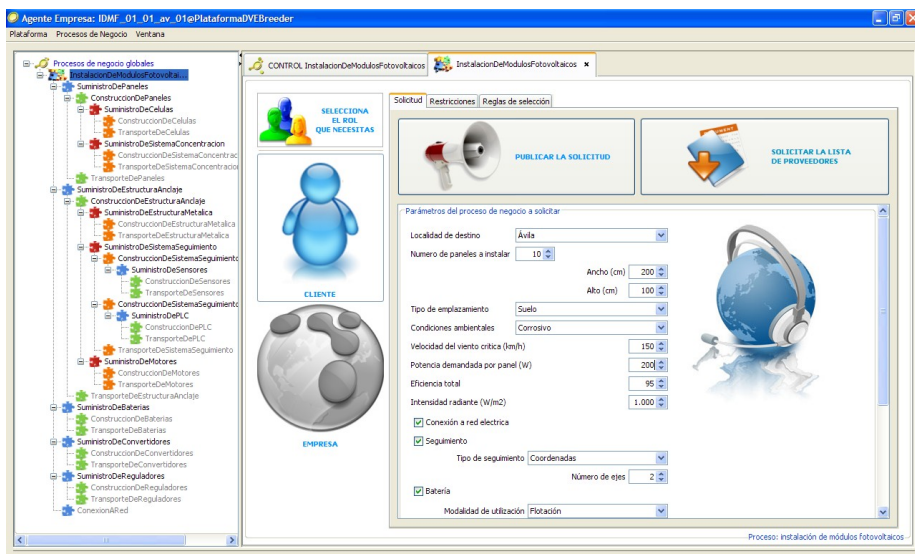 Agente Empresa: IDMF_01_01_av_01@PlataformaDVEBreeder
Plataforma Procesos de Negocio Ventana
Procesos de negocio globales
InstalacionDeModulosFotovoltai...
SuministroDePaneles
ConstruccionDePaneles
SuministroDeCelulas
ConstruccionDeCelulas
TransporteDeCelulas
SuministroDeSistemaConcentracion
ConstruccionDeSistemaConcentrac
TransporteDeSistemaConcentracion
TransporteDePaneles
SuministroDeEstructuraAnclaje
ConstruccionDeEstructuraAnclaje
SuministroDeEstructuraMetalica
ConstruccionDeEstructuraMetalica
TransporteDeEstructuraMetalica
SuministroDeSistemaSeguimiento
ConstruccionDeSistemaSeguimiento
SuministroDeSensores
ConstruccionDeSensores
TransporteDeSensores
ConstruccionDeSistemaSeguimiento
SuministroDePLC
ConstruccionDePLC
TransporteDePLC
TransporteDeSistemaSeguimiento
SuministroDeMotores
ConstruccionDeMotores
TransporteDeMotores
TransporteDeEstructuraAnclaje
SuministroDeBaterias
ConstruccionDeBaterias
TransporteDeBaterias
SuministroDeConvertidores
ConstruccionDeConvertidores
TransporteDeConvertidores
SuministroDeReguladores
ConstruccionDeReguladores
TransporteDeReguladores
ConexionARed
CONTROL InstalacionDeModulosFotovoltaicos InstalacionDeModulosFotovoltaicos
SELECCIONA
EL ROL
QUE NECESITAS
CLIENTE
EMPRESA
Solicitud Restricciones Reglas de selección
PUBLICAR LA SOLICITUD
SOLICITAR LA LISTA
DE PROVEEDORES
Parámetros del proceso de negocio a solicitar
Localidad de destino Ávila
Numero de paneles a instalar 10
Ancho (cm) 200
Alto (cm) 100
Tipo de emplazamiento Suelo
Condiciones ambientales Corrosivo
Velocidad del viento critica (km/h) 150
Potencia demandada por panel (W) 200
Eficiencia total 95
Intensidad radiante (W/m2) 1.000
Conexión a red electrica
Seguimiento
Tipo de seguimiento Coordenadas
Número de ejes 2
Batería
Modalidad de utilización Flotación
Proceso: instalación de módulos fotovoltaicos